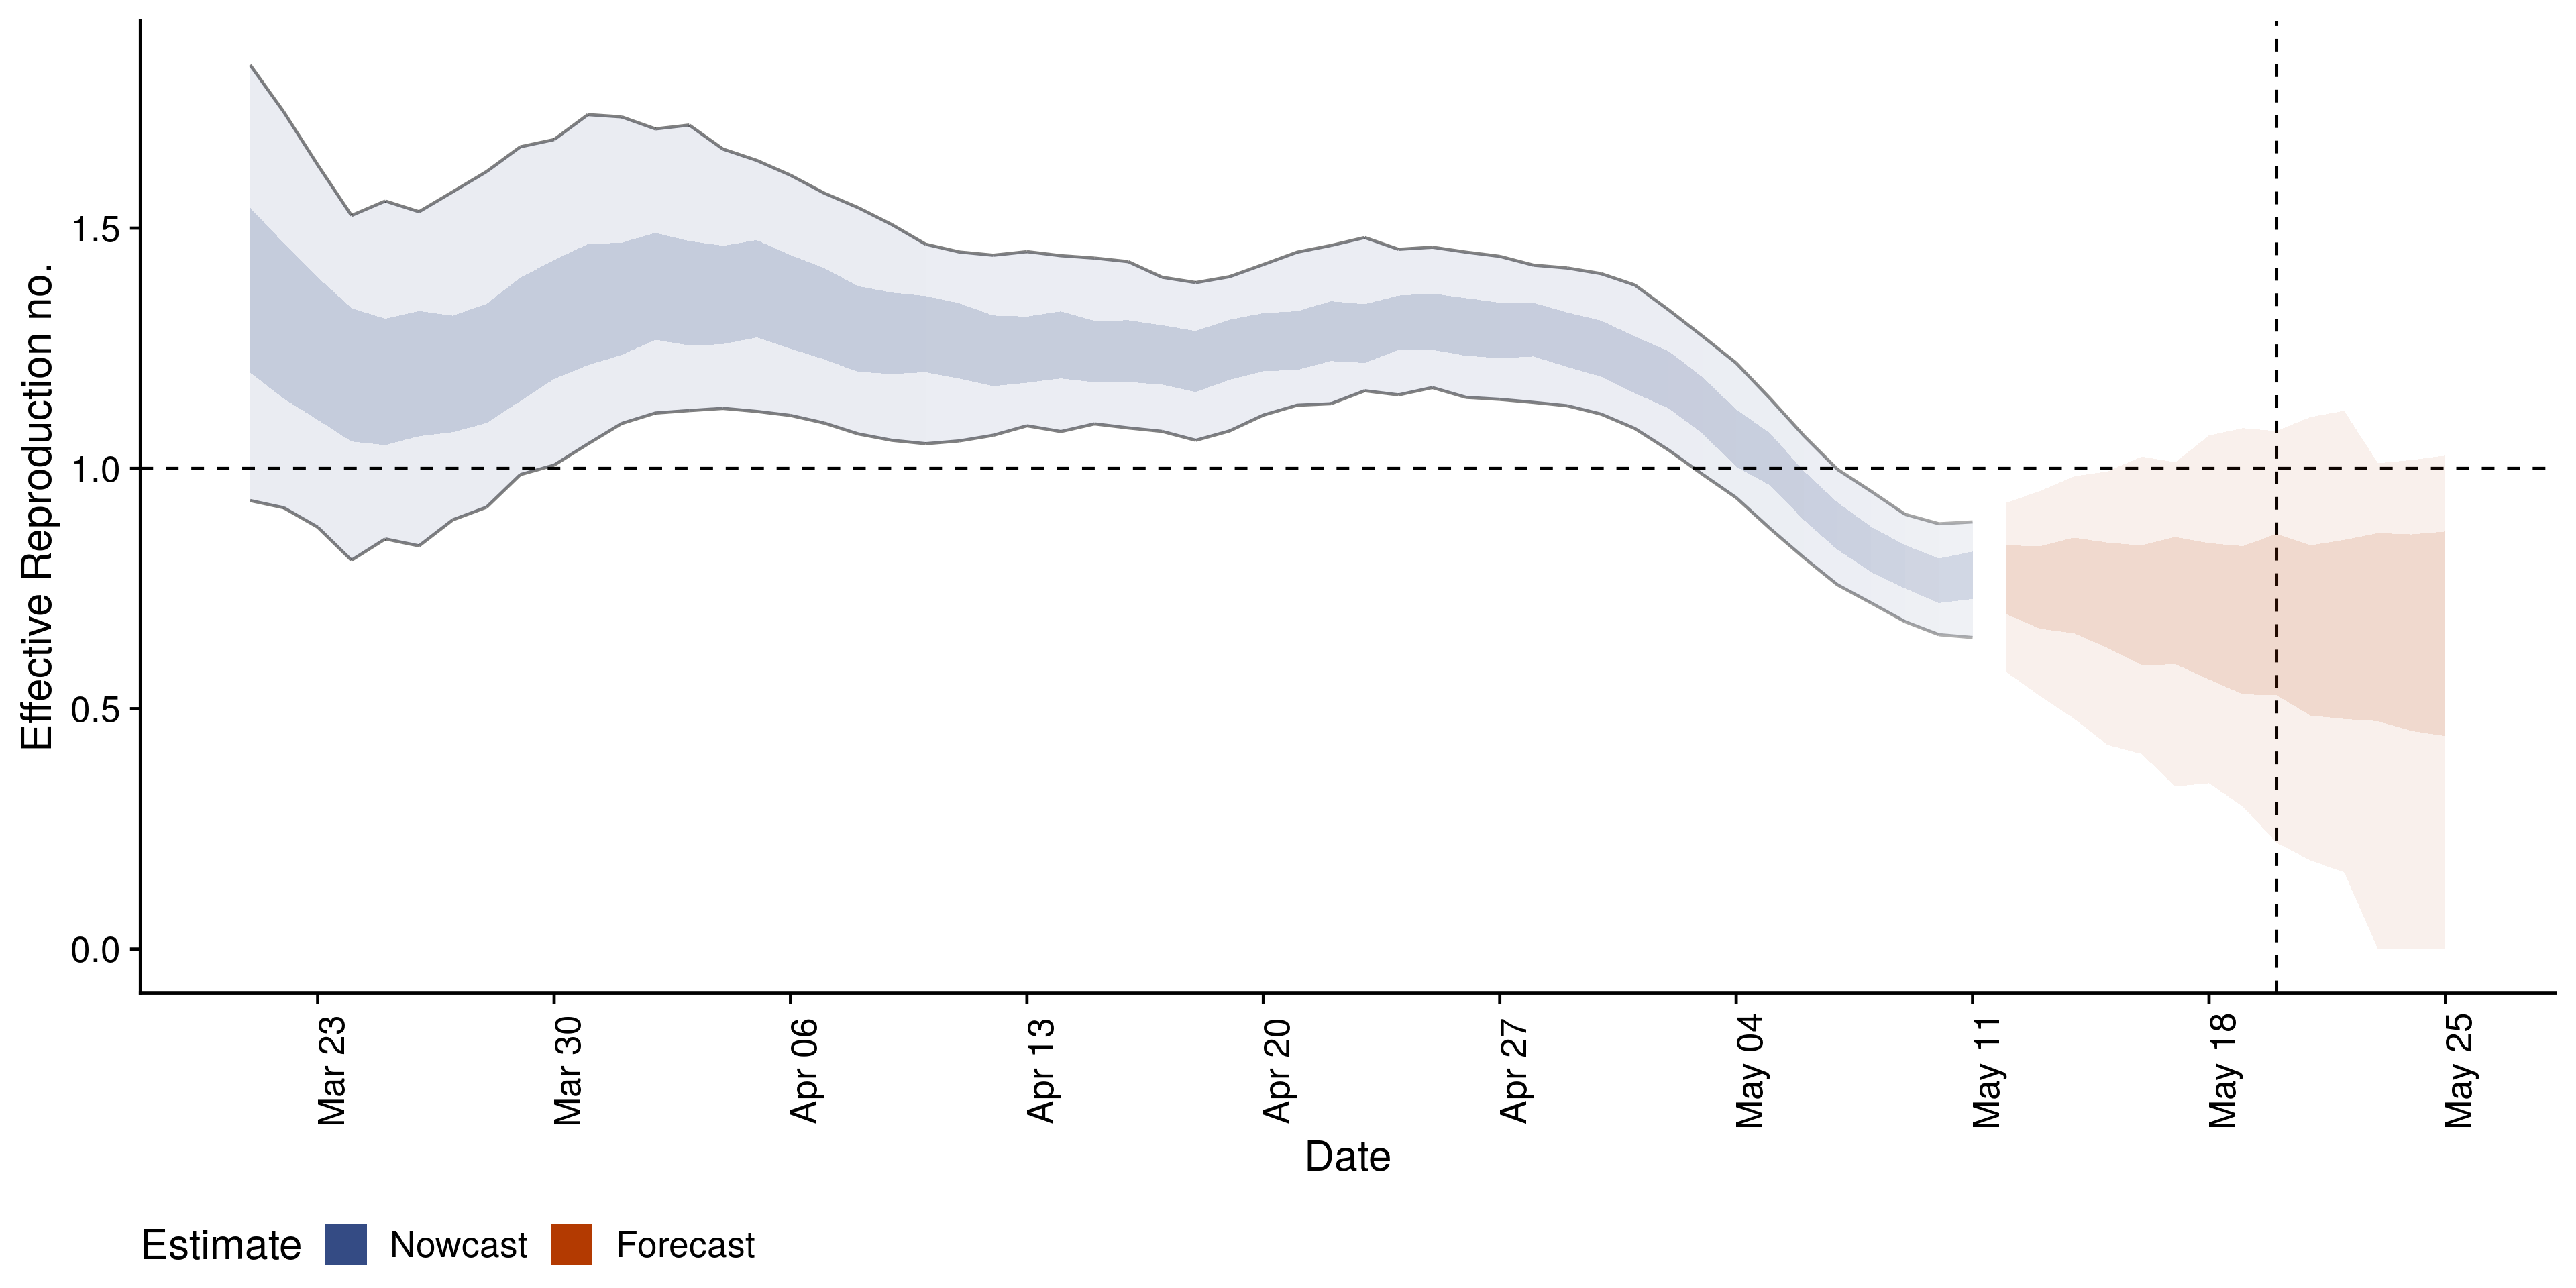 Effective Reproduction no.
1.5
1.0
0.5
0.0
Mar 23
Mar 30
Apr 06
Apr 13
Apr 20
Apr 27
May 04
May 11
May 18
May 25
Date
Estimate Nowcast Forecast